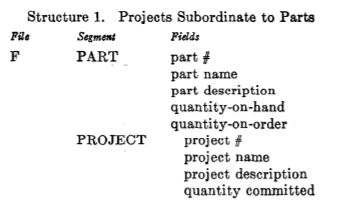 Structure 1. Projects Subordinate to Parts
File Segment Fields
F PART part #
part name
part description
quantity-on-hand
quantity-on-order
PROJECT project #
project name
project description
quantity committed